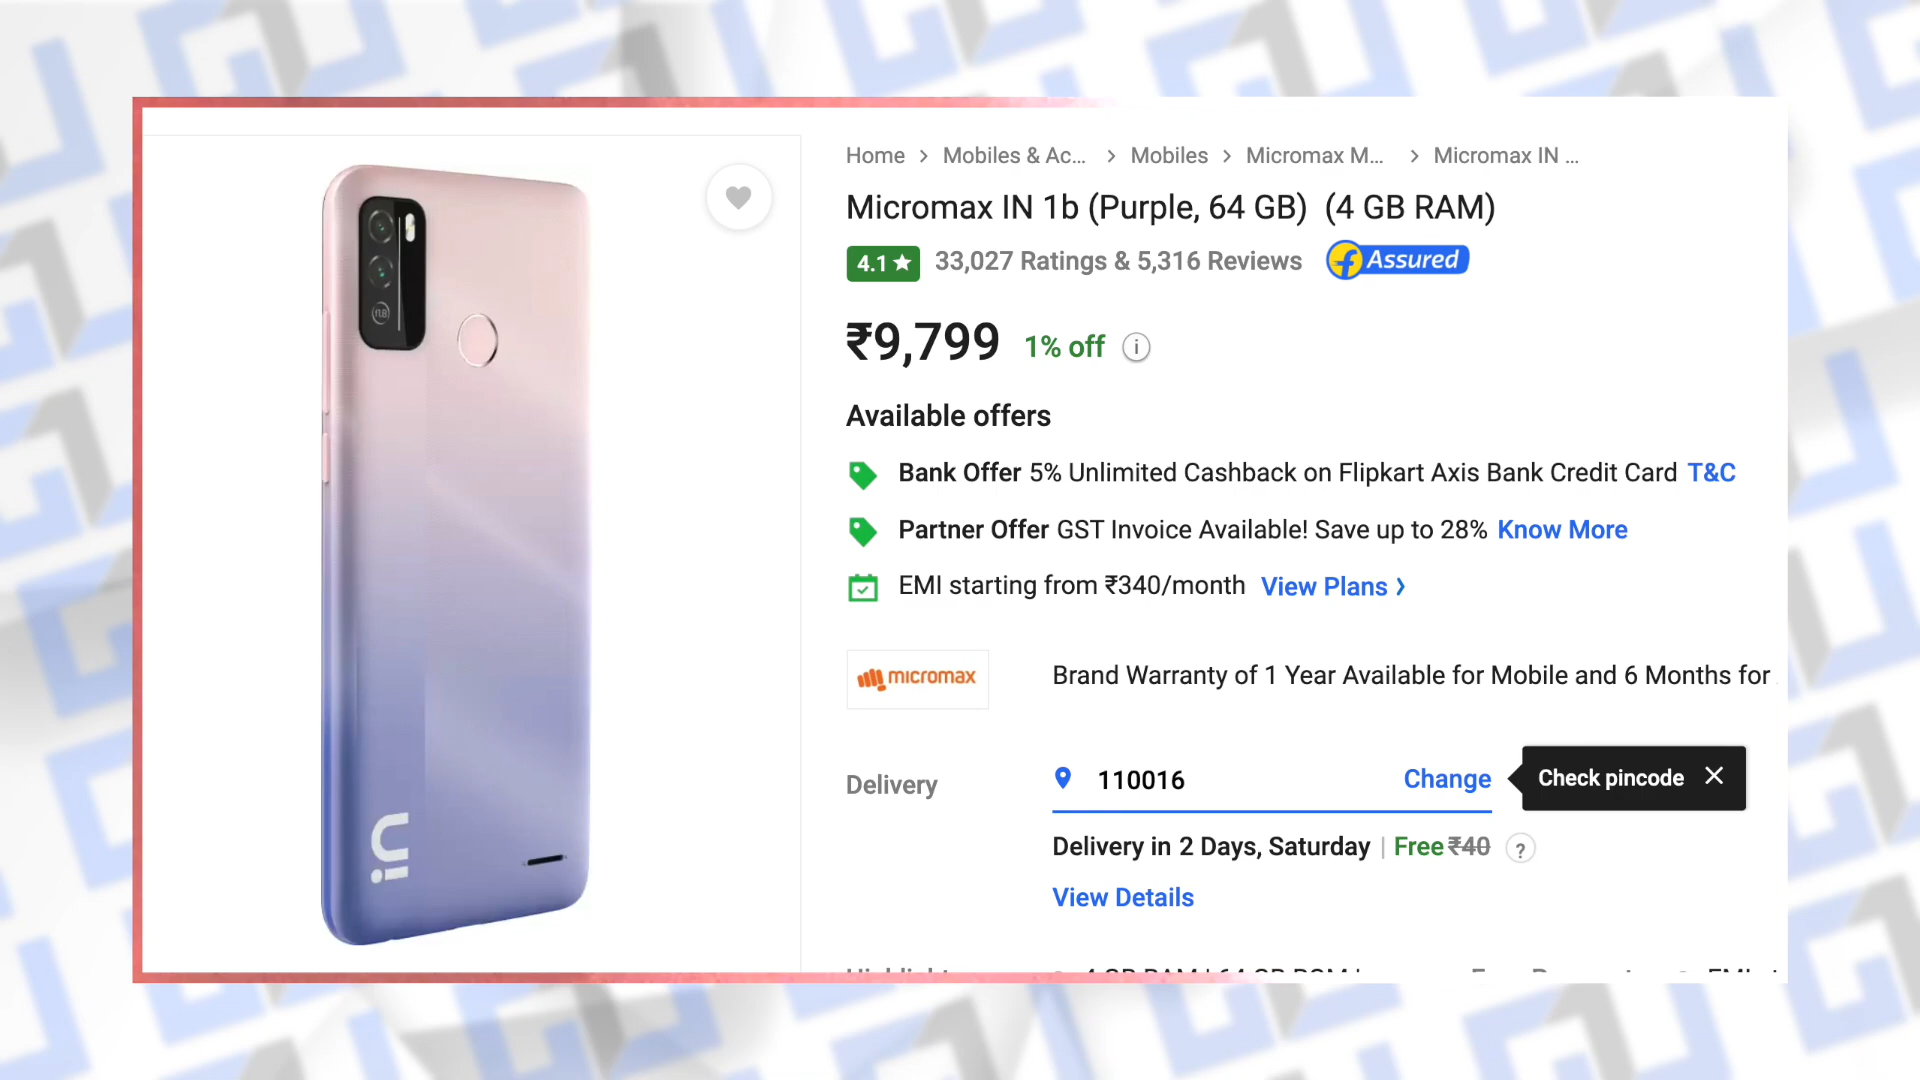 Home > Mobiles & Ac... > Mobiles > Micromax M... > Micromax IN ...
Micromax IN 1b (Purple, 64 GB) (4 GB RAM)
4.1★ 33,027 Ratings & 5,316 Reviews Assured
₹9,799 1% off
Available offers
Bank Offer 5% Unlimited Cashback on Flipkart Axis Bank Credit Card T&C
Partner Offer GST Invoice Available! Save up to 28% Know More
EMI starting from ₹340/month View Plans >
micromax Brand Warranty of 1 Year Available for Mobile and 6 Months for
Delivery 110016 Change Check pincode
Delivery in 2 Days, Saturday | Free ₹40 ?
View Details
in